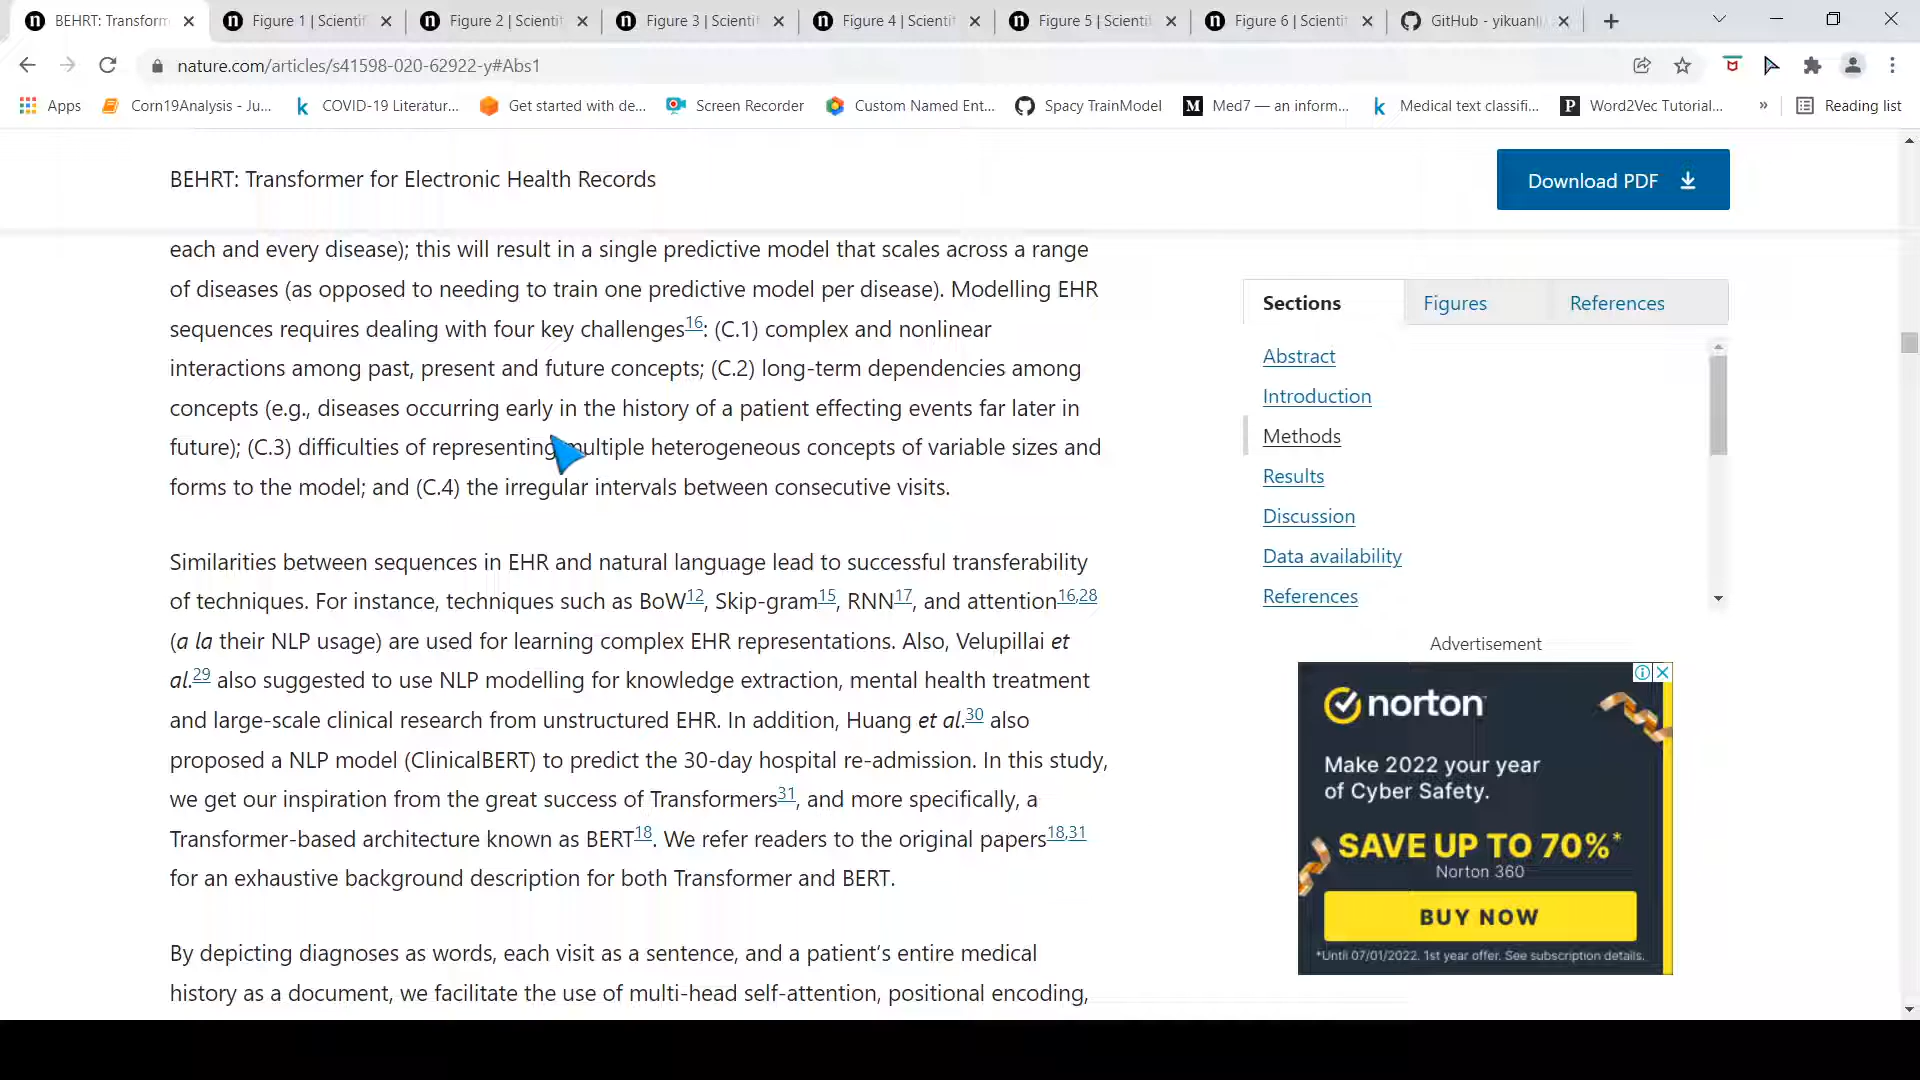 BEHRT: Transform
Figure 1 | Scientif
Figure 2 | Scientif
Figure 3 | Scientif
Figure 4 | Scientif
Figure 5 | Scientif
Figure 6 | Scientif
GitHub - yikuanli/
nature.com/articles/s41598-020-62922-y#Abs1
Apps
Corn19Analysis - Ju...
COVID-19 Literatur...
Get started with de...
Screen Recorder
Custom Named Ent...
Spacy TrainModel
Med7 — an inform...
Medical text classifi...
Word2Vec Tutorial...
»
Reading list
BEHRT: Transformer for Electronic Health Records
Download PDF
each and every disease); this will result in a single predictive model that scales across a range
of diseases (as opposed to needing to train one predictive model per disease). Modelling EHR
sequences requires dealing with four key challenges16: (C.1) complex and nonlinear
interactions among past, present and future concepts; (C.2) long-term dependencies among
concepts (e.g., diseases occurring early in the history of a patient effecting events far later in
future); (C.3) difficulties of representing multiple heterogeneous concepts of variable sizes and
forms to the model; and (C.4) the irregular intervals between consecutive visits.
Similarities between sequences in EHR and natural language lead to successful transferability
of techniques. For instance, techniques such as BoW12, Skip-gram15, RNN17, and attention16,28
(a la their NLP usage) are used for learning complex EHR representations. Also, Velupillai et
al.29 also suggested to use NLP modelling for knowledge extraction, mental health treatment
and large-scale clinical research from unstructured EHR. In addition, Huang et al.30 also
proposed a NLP model (ClinicalBERT) to predict the 30-day hospital re-admission. In this study,
we get our inspiration from the great success of Transformers31, and more specifically, a
Transformer-based architecture known as BERT18. We refer readers to the original papers18,31
for an exhaustive background description for both Transformer and BERT.
By depicting diagnoses as words, each visit as a sentence, and a patient's entire medical
history as a document, we facilitate the use of multi-head self-attention, positional encoding,
Sections
Figures
References
Abstract
Introduction
Methods
Results
Discussion
Data availability
References
Advertisement
norton
Make 2022 your year
of Cyber Safety.
SAVE UP TO 70%*
Norton 360
BUY NOW
*Until 07/01/2022. 1st year offer. See subscription details.